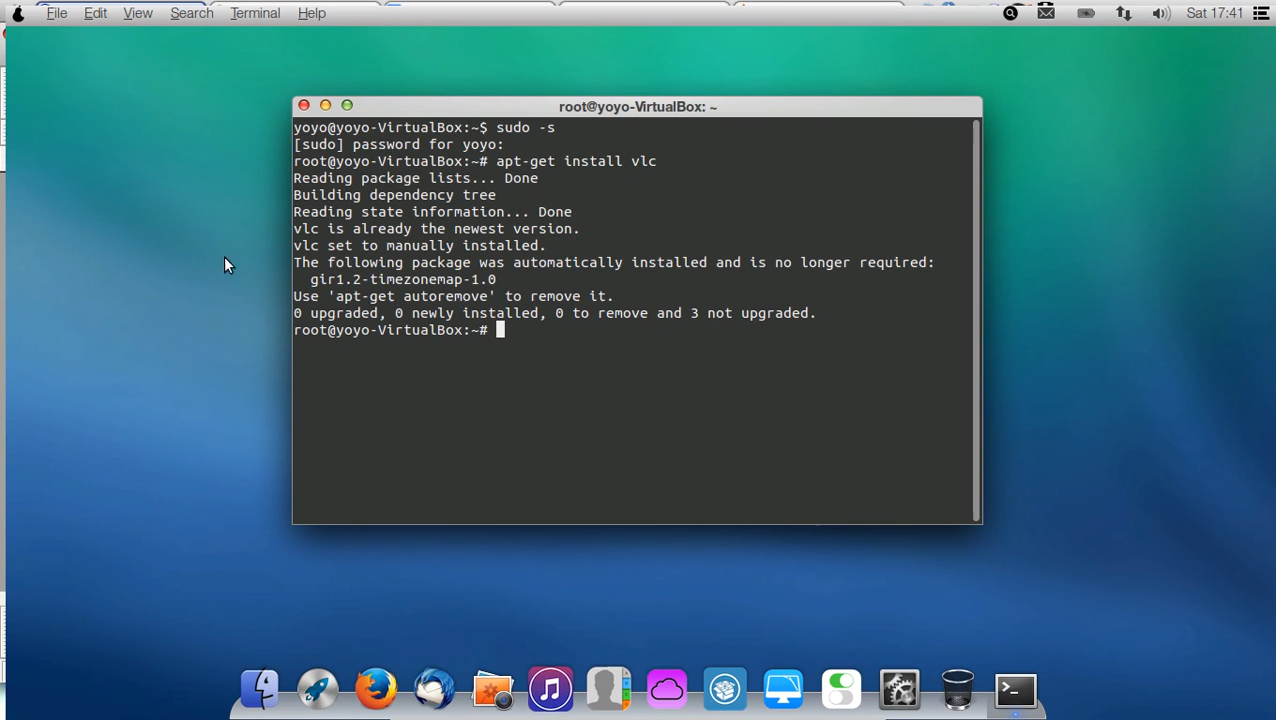 File Edit View Search Terminal Help Sat 17:41
root@yoyo-VirtualBox: ~
yoyo@yoyo-VirtualBox:~$ sudo -s
[sudo] password for yoyo:
root@yoyo-VirtualBox:~# apt-get install vlc
Reading package lists... Done
Building dependency tree
Reading state information... Done
vlc is already the newest version.
vlc set to manually installed.
The following package was automatically installed and is no longer required:
gir1.2-timezonemap-1.0
Use 'apt-get autoremove' to remove it.
0 upgraded, 0 newly installed, 0 to remove and 3 not upgraded.
root@yoyo-VirtualBox:~#